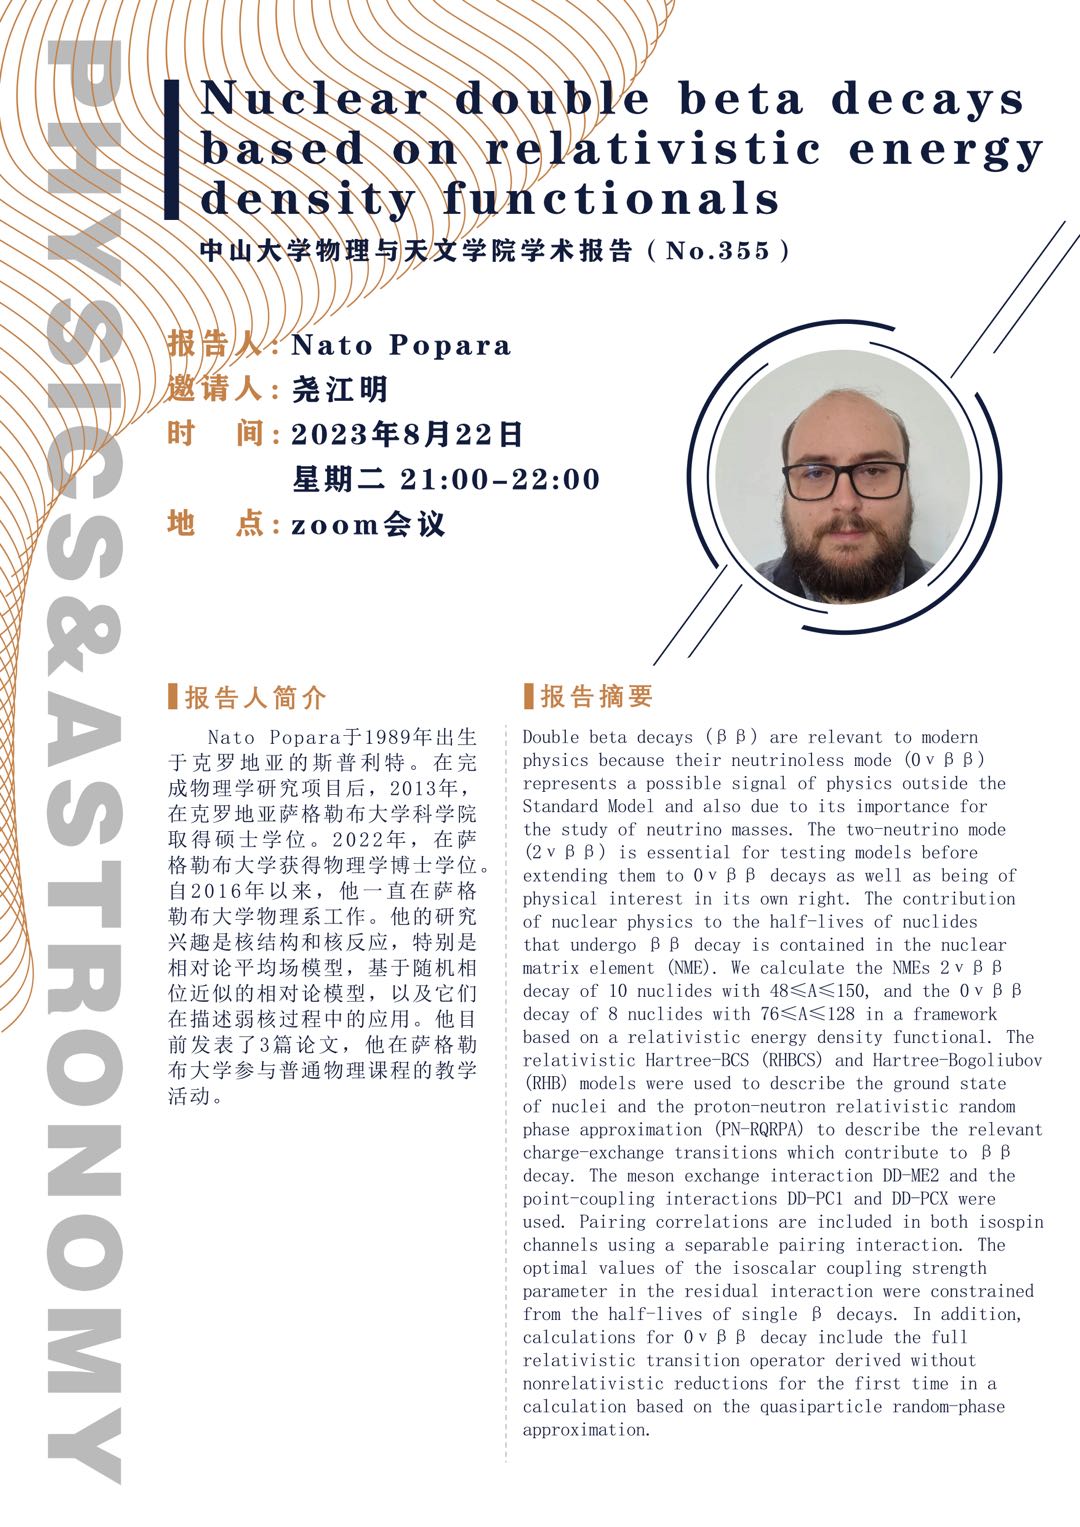 PHYSICS&ASTRONOMY
Nuclear double beta decays
based on relativistic energy
density functionals
中山大学物理与天文学院学术报告（No.355）
报告人：Nato Popara
邀请人：尧江明
时 间：2023年8月22日
星期二 21:00-22:00
地 点：zoom会议
报告人简介
Nato Popara于1989年出生
于克罗地亚的斯普利特。在完
成物理学研究项目后，2013年，
在克罗地亚萨格勒布大学科学院
取得硕士学位。2022年，在萨
格勒布大学获得物理学博士学位。
自2016年以来，他一直在萨格
勒布大学物理系工作。他的研究
兴趣是核结构和核反应，特别是
相对论平均场模型，基于随机相
位近似的相对论模型，以及它们
在描述弱核过程中的应用。他目
前发表了3篇论文，他在萨格勒
布大学参与普通物理课程的教学
活动。
报告摘要
Double beta decays (ββ) are relevant to modern
physics because their neutrinoless mode (0νββ)
represents a possible signal of physics outside the
Standard Model and also due to its importance for
the study of neutrino masses. The two-neutrino mode
(2νββ) is essential for testing models before
extending them to 0νββ decays as well as being of
physical interest in its own right. The contribution
of nuclear physics to the half-lives of nuclides
that undergo ββ decay is contained in the nuclear
matrix element (NME). We calculate the NMEs 2νββ
decay of 10 nuclides with 48⩽A⩽150, and the 0νββ
decay of 8 nuclides with 76⩽A⩽128 in a framework
based on a relativistic energy density functional. The
relativistic Hartree-BCS (RHBCS) and Hartree-Bogoliubov
(RHB) models were used to describe the ground state
of nuclei and the proton-neutron relativistic random
phase approximation (PN-RQRPA) to describe the relevant
charge-exchange transitions which contribute to ββ
decay. The meson exchange interaction DD-ME2 and the
point-coupling interactions DD-PC1 and DD-PCX were
used. Pairing correlations are included in both isospin
channels using a separable pairing interaction. The
optimal values of the isoscalar coupling strength
parameter in the residual interaction were constrained
from the half-lives of single β decays. In addition,
calculations for 0νββ decay include the full
relativistic transition operator derived without
nonrelativistic reductions for the first time in a
calculation based on the quasiparticle random-phase
approximation.